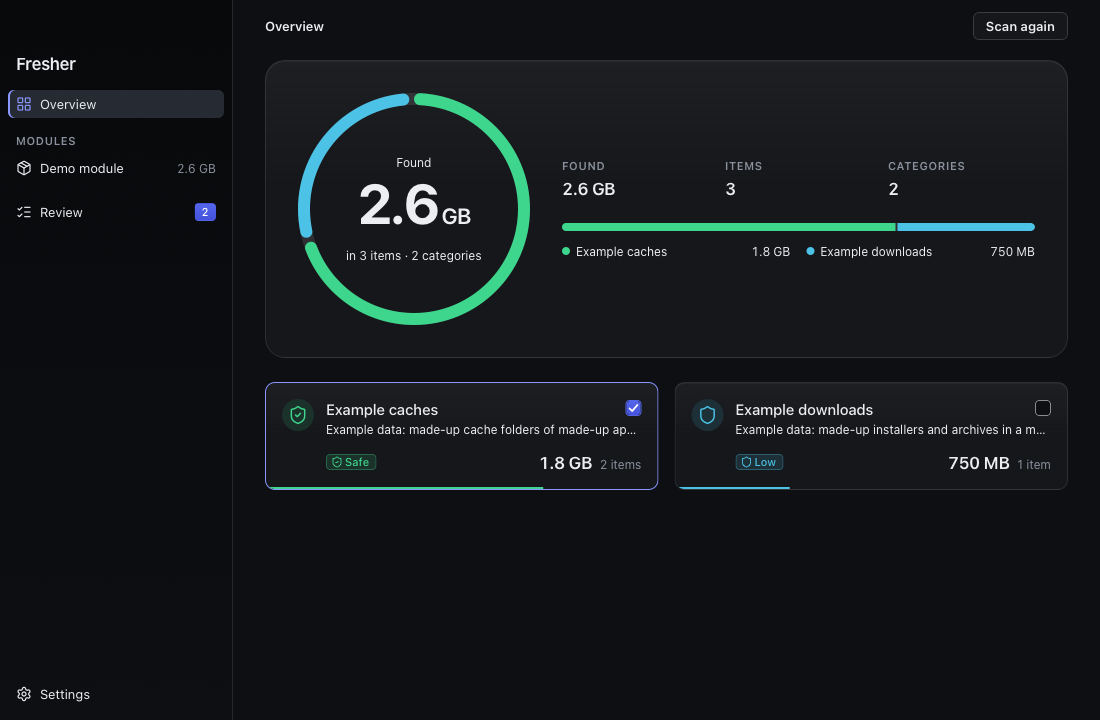 Fresher
Overview
MODULES
Demo module 2.6 GB
Review 2
Settings
Overview
Scan again
Found
2.6 GB
in 3 items · 2 categories
FOUND ITEMS CATEGORIES
2.6 GB 3 2
Example caches 1.8 GB Example downloads 750 MB
Example caches
Example data: made-up cache folders of made-up ap...
Safe 1.8 GB 2 items
Example downloads
Example data: made-up installers and archives in a m...
Low 750 MB 1 item